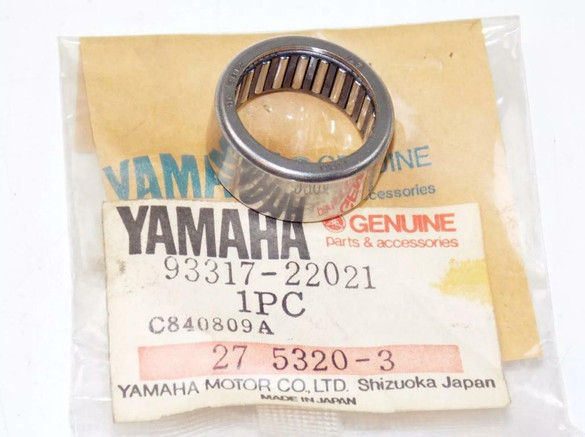 YAMAHA GENUINE
accessories
YAMAHA GENUINE
parts & accessories
93317-22021
1PC
C840809A
27 5320-3
YAMAHA MOTOR CO., LTD. Shizuoka Japan
MADE IN JAPAN